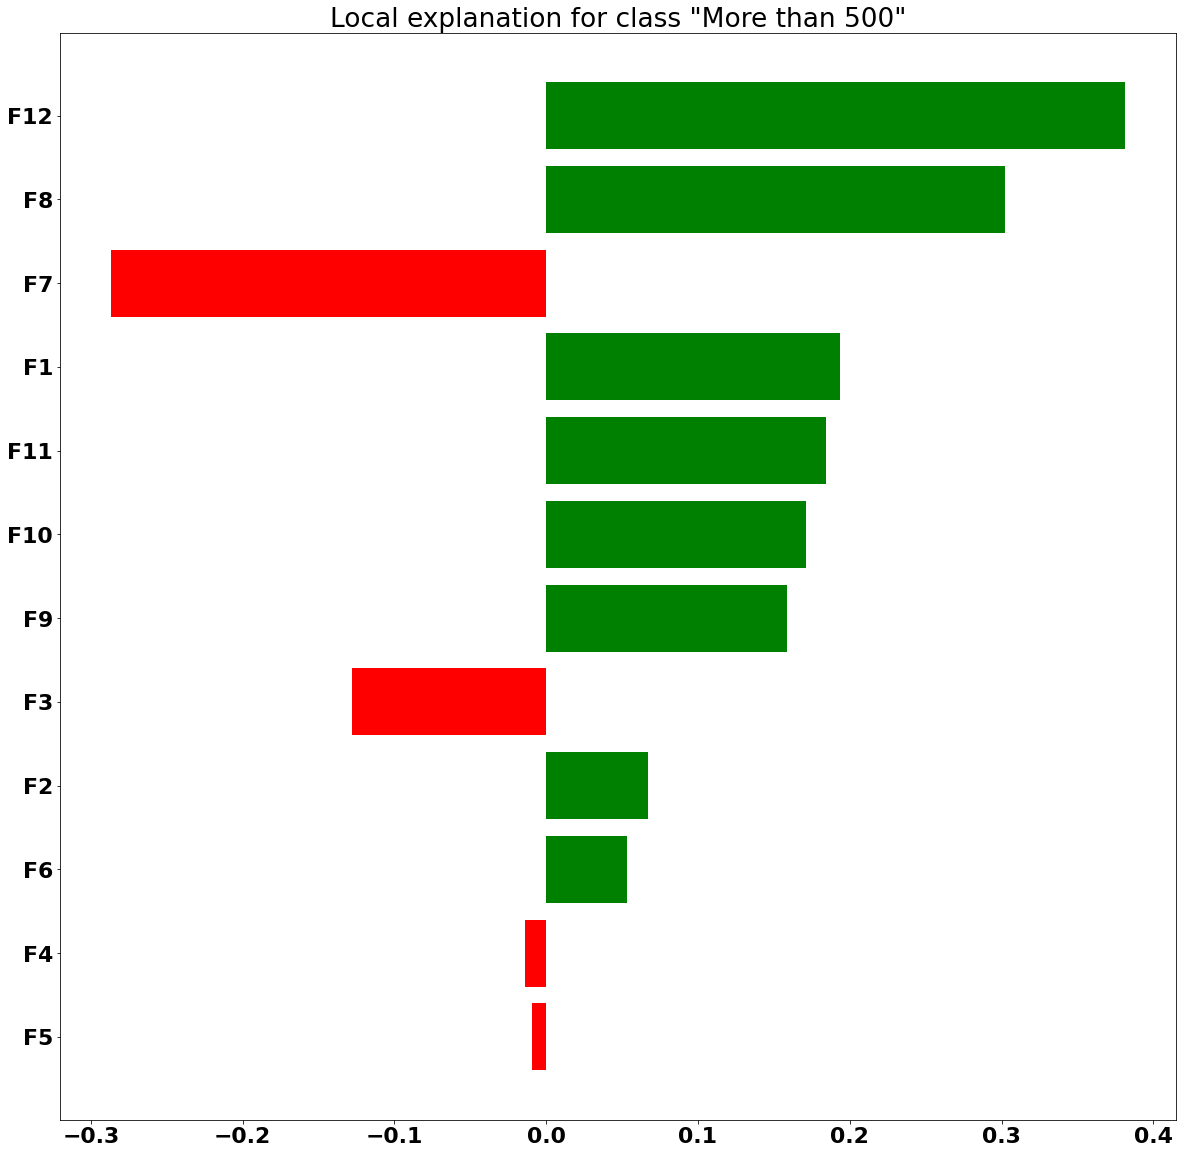 Local explanation for class "More than 500"
F12
F8
F7
F1
F11
F10
F9
F3
F2
F6
F4
F5
−0.3 −0.2 −0.1 0.0 0.1 0.2 0.3 0.4